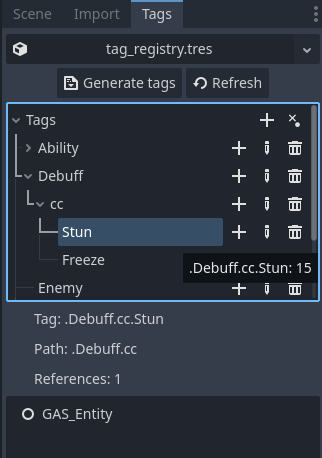 Scene Import Tags
tag_registry.tres
Generate tags Refresh
Tags
Ability
Debuff
cc
Stun
Freeze
.Debuff.cc.Stun: 15
Enemy
Tag: .Debuff.cc.Stun
Path: .Debuff.cc
References: 1
GAS_Entity